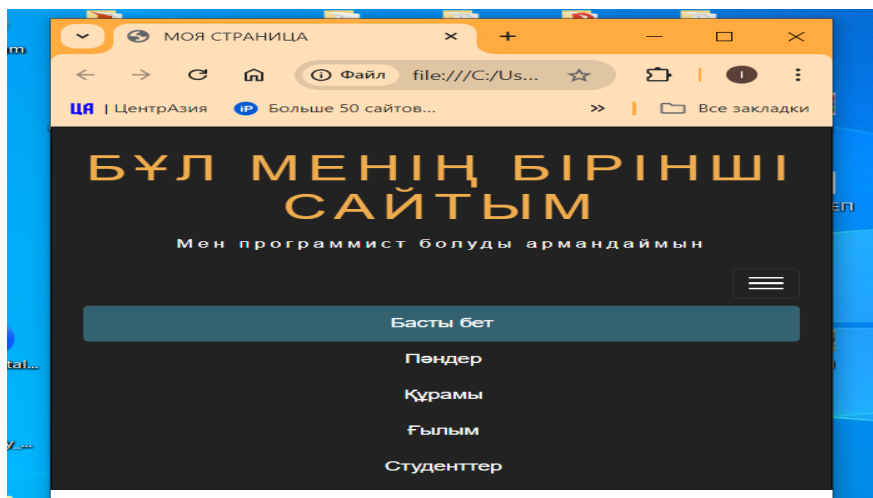 МОЯ СТРАНИЦА
Файл file:///C:/Us...
ЦА | ЦентрАзия iP Больше 50 сайтов... » Все закладки
БҰЛ МЕНІҢ БІРІНШІ
САЙТЫМ
Мен программист болуды армандаймын
Басты бет
Пәндер
Құрамы
Ғылым
Студенттер